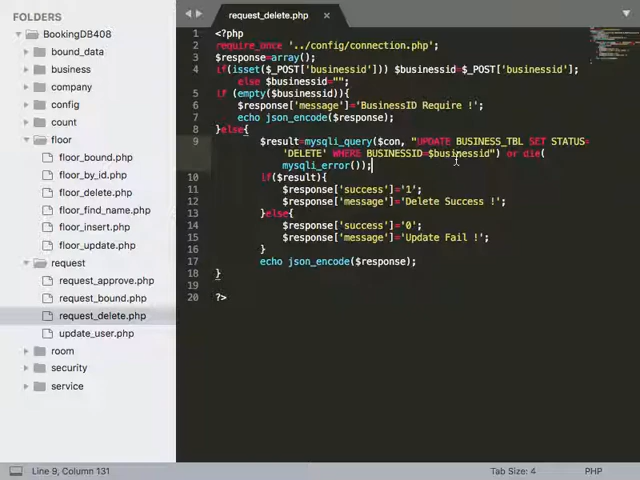 FOLDERS
BookingDB408
bound_data
business
company
config
count
floor
floor_bound.php
floor_by_id.php
floor_delete.php
floor_find_name.php
floor_insert.php
floor_update.php
request
request_approve.php
request_bound.php
request_delete.php
update_user.php
room
security
service
request_delete.php ×
1 <?php
2 require_once '../config/connection.php';
3 $response=array();
4 if(isset($_POST['businessid'])) $businessid=$_POST['businessid'];
else $businessid="";
5 if (empty($businessid)){
6 $response['message']='BusinessID Require !';
7 echo json_encode($response);
8 }else{
9 $result=mysqli_query($con, "UPDATE BUSINESS_TBL SET STATUS=
'DELETE' WHERE BUSINESSID=$businessid") or die(
mysqli_error());
10 if($result){
11 $response['success']='1';
12 $response['message']='Delete Success !';
13 }else{
14 $response['success']='0';
15 $response['message']='Update Fail !';
16 }
17 echo json_encode($response);
18 }
19
20 ?>
Line 9, Column 131
Tab Size: 4
PHP